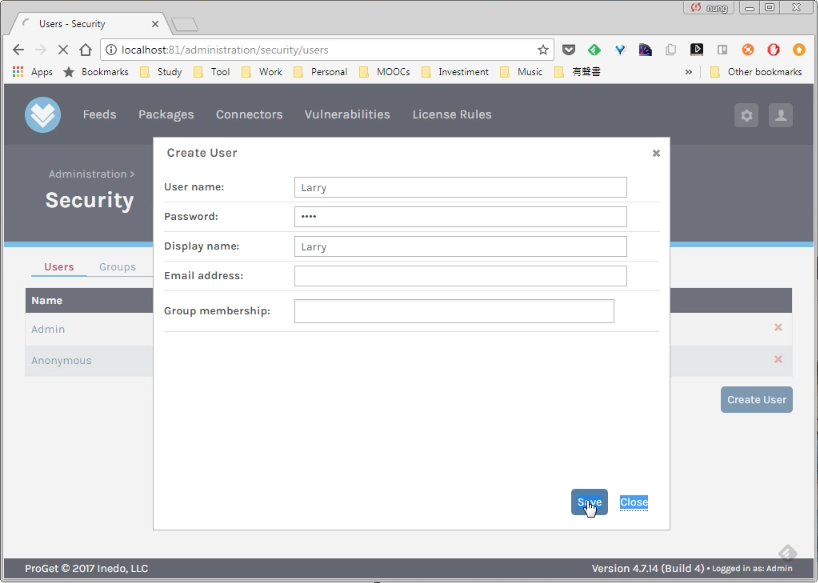 nung
Users - Security
localhost:81/administration/security/users
Apps Bookmarks Study Tool Work Personal MOOCs Investiment Music 有聲書 » Other bookmarks
Feeds Packages Connectors Vulnerabilities License Rules
Administration >
Security
Users Groups
Name
Admin
Anonymous
Create User
Create User
User name: Larry
Password: ••••
Display name: Larry
Email address:
Group membership:
Save Close
ProGet © 2017 Inedo, LLC Version 4.7.14 (Build 4) • Logged in as: Admin